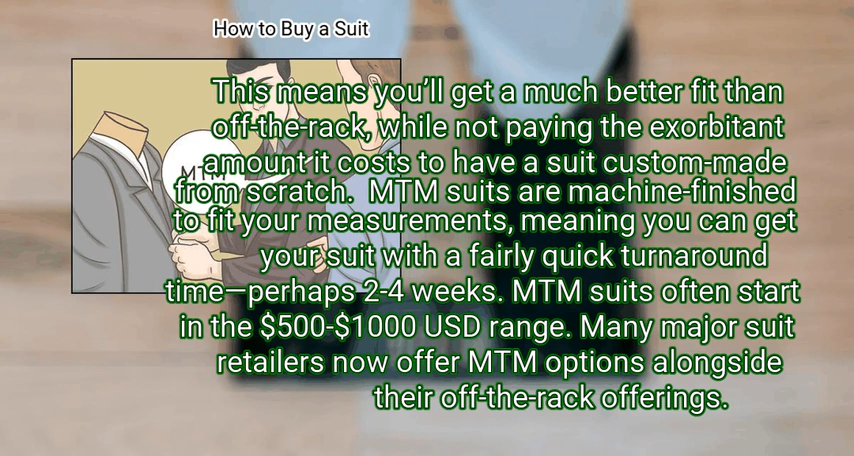 How to Buy a Suit
This means you’ll get a much better fit than
off-the-rack, while not paying the exorbitant
amount it costs to have a suit custom-made
from scratch.  MTM suits are machine-finished
to fit your measurements, meaning you can get
your suit with a fairly quick turnaround
time—perhaps 2-4 weeks. MTM suits often start
in the $500-$1000 USD range. Many major suit
retailers now offer MTM options alongside
their off-the-rack offerings.
MTM